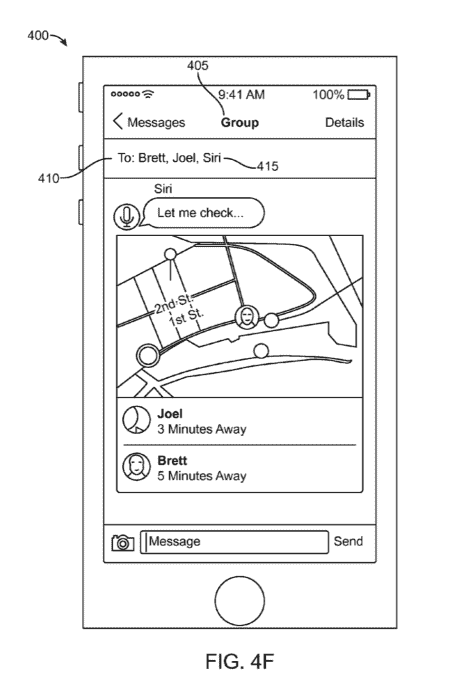 400
405
9:41 AM 100%
Messages Group Details
410 To: Brett, Joel, Siri 415
Siri
Let me check...
2nd St.
1st St.
Joel
3 Minutes Away
Brett
5 Minutes Away
Message Send
FIG. 4F